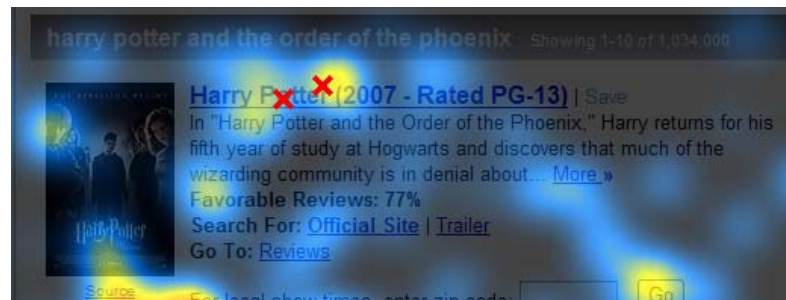 harry potter and the order of the phoenix Showing 1-10 of 1,034,000
Harry Potter (2007 - Rated PG-13) | Save
In "Harry Potter and the Order of the Phoenix," Harry returns for his
fifth year of study at Hogwarts and discovers that much of the
wizarding community is in denial about... More »
Favorable Reviews: 77%
Search For: Official Site | Trailer
Go To: Reviews
Harry Potter
Source
For local show times, enter zip code: Go